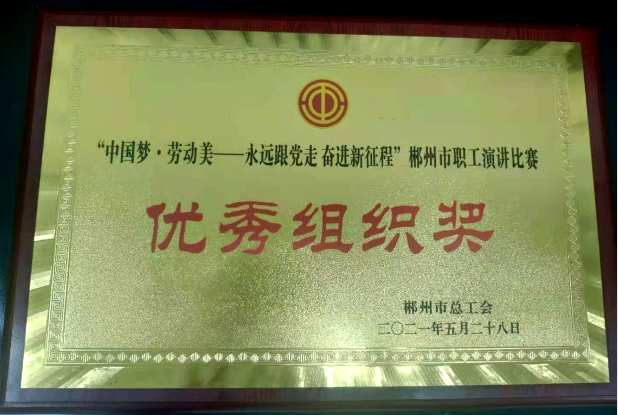 “中国梦·劳动美——永远跟党走 奋进新征程”郴州市职工演讲比赛
优秀组织奖
郴州市总工会
二〇二一年五月二十八日